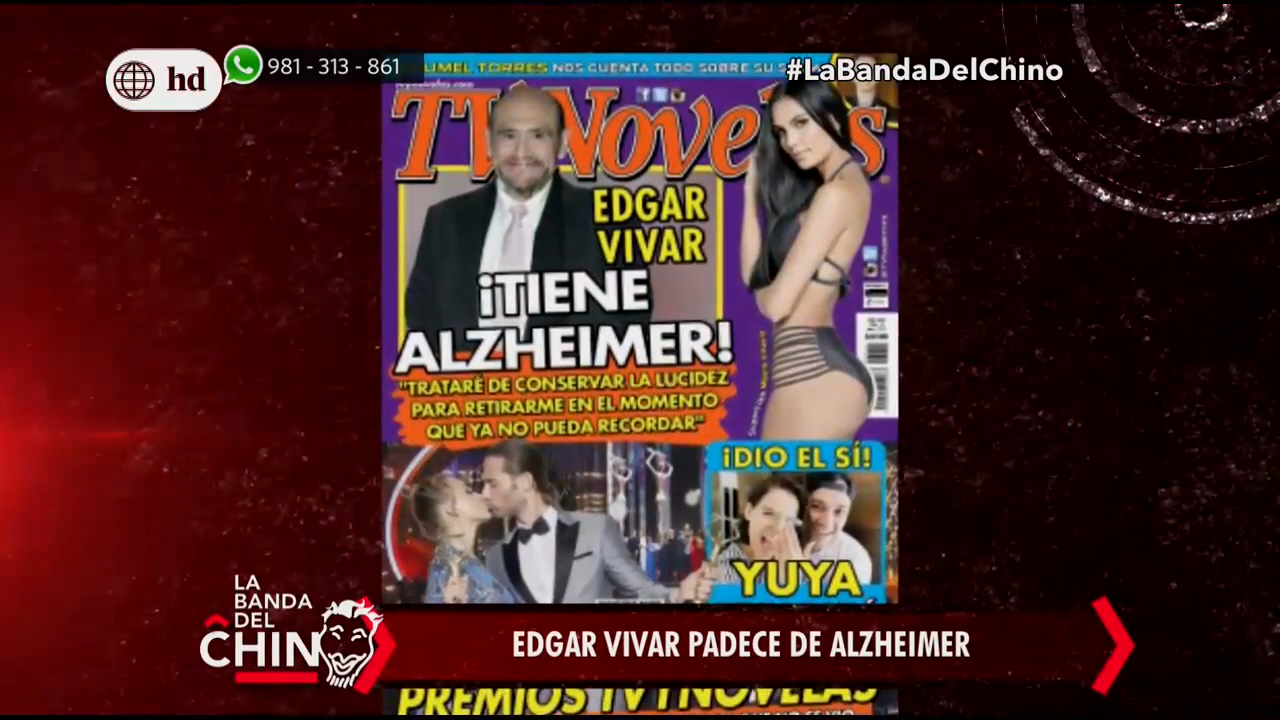 hd
981 - 313 - 861
#LaBandaDelChino
UMEL TORRES NOS CUENTA TODO SOBRE SU
TVNovelas
EDGAR
VIVAR
¡TIENE
ALZHEIMER!
"TRATARÉ DE CONSERVAR LA LUCIDEZ
PARA RETIRARME EN EL MOMENTO
QUE YA NO PUEDA RECORDAR"
¡DIO EL SÍ!
YUYA
LA
BANDA
DEL
CHINO
EDGAR VIVAR PADECE DE ALZHEIMER
PREMIOS TVYNOVELAS